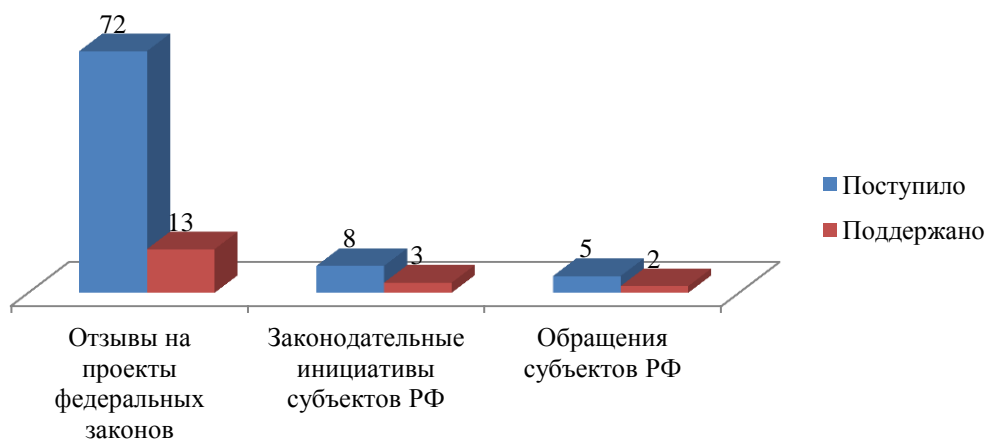 72
13
8
3
5
2
Поступило
Поддержано
Отзывы на
проекты
федеральных
законов
Законодательные
инициативы
субъектов РФ
Обращения
субъектов РФ